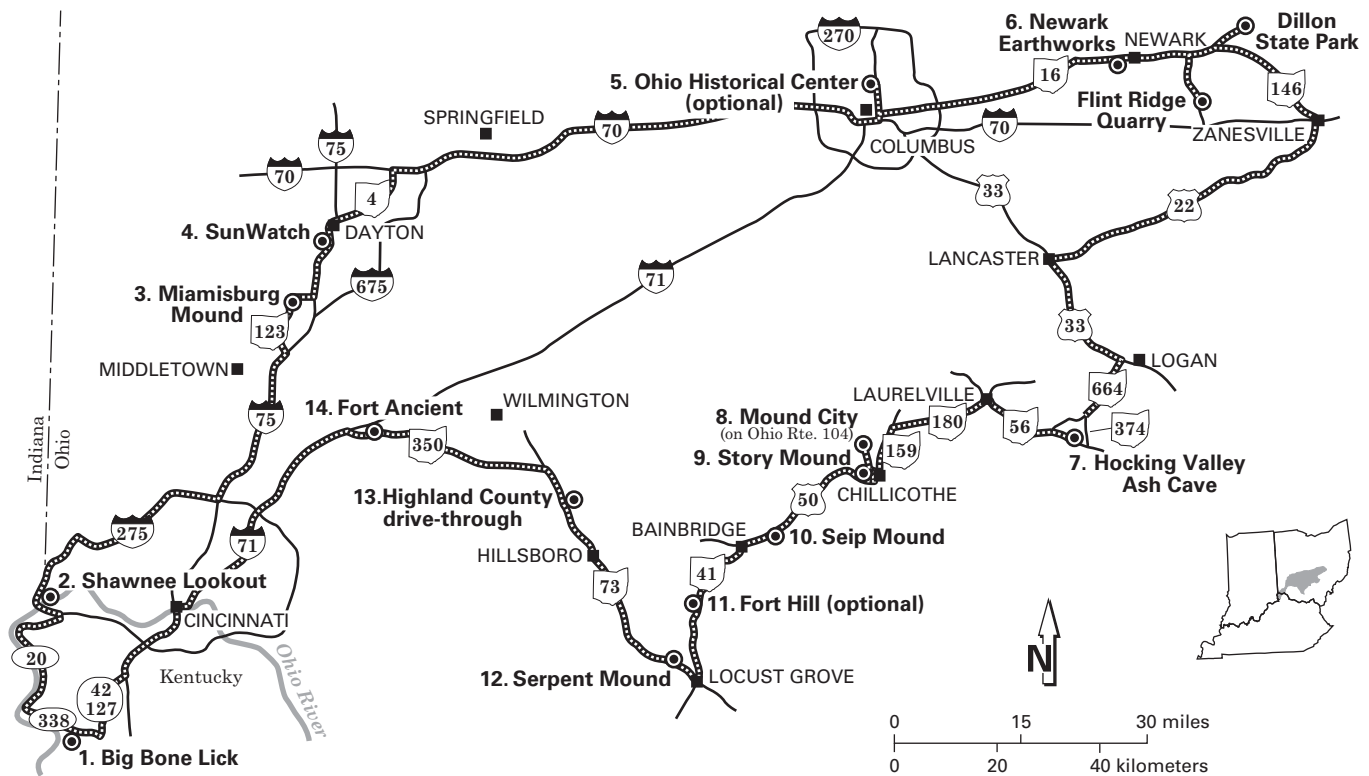 270
6. Newark
Earthworks
NEWARK
Dillon
State Park
16
146
5. Ohio Historical Center
(optional)
Flint Ridge
Quarry
ZANESVILLE
SPRINGFIELD
75
70
70
COLUMBUS
70
33
22
4
4. SunWatch
DAYTON
LANCASTER
675
71
3. Miamisburg
Mound
123
33
MIDDLETOWN
LOGAN
LAURELVILLE
664
14. Fort Ancient
WILMINGTON
75
8. Mound City
(on Ohio Rte. 104)
180
56
374
350
9. Story Mound
159
7. Hocking Valley
Ash Cave
Indiana
Ohio
13.Highland County
drive-through
50
CHILLICOTHE
275
71
BAINBRIDGE
10. Seip Mound
HILLSBORO
2. Shawnee Lookout
73
41
11. Fort Hill (optional)
CINCINNATI
20
Kentucky
Ohio River
12. Serpent Mound
LOCUST GROVE
N
42
127
338
1. Big Bone Lick
0 15 30 miles
0 20 40 kilometers